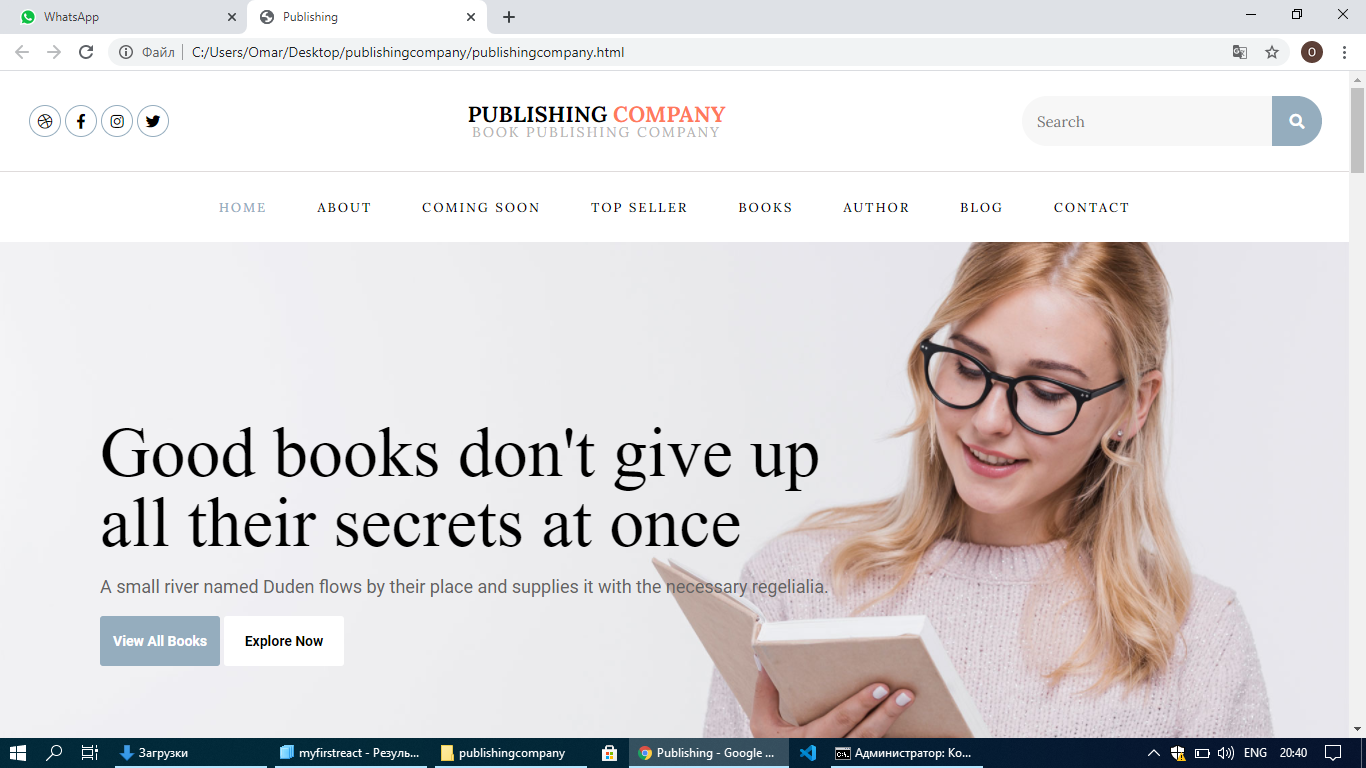 WhatsApp
Publishing
Файл
C:/Users/Omar/Desktop/publishingcompany/publishingcompany.html
O
PUBLISHING COMPANY
BOOK PUBLISHING COMPANY
Search
HOME ABOUT COMING SOON TOP SELLER BOOKS AUTHOR BLOG CONTACT
Good books don't give up
all their secrets at once
A small river named Duden flows by their place and supplies it with the necessary regelialia.
View All Books
Explore Now
Загрузки
myfirstreact - Резуль...
publishingcompany
Publishing - Google ...
Администратор: Ко...
ENG
20:40